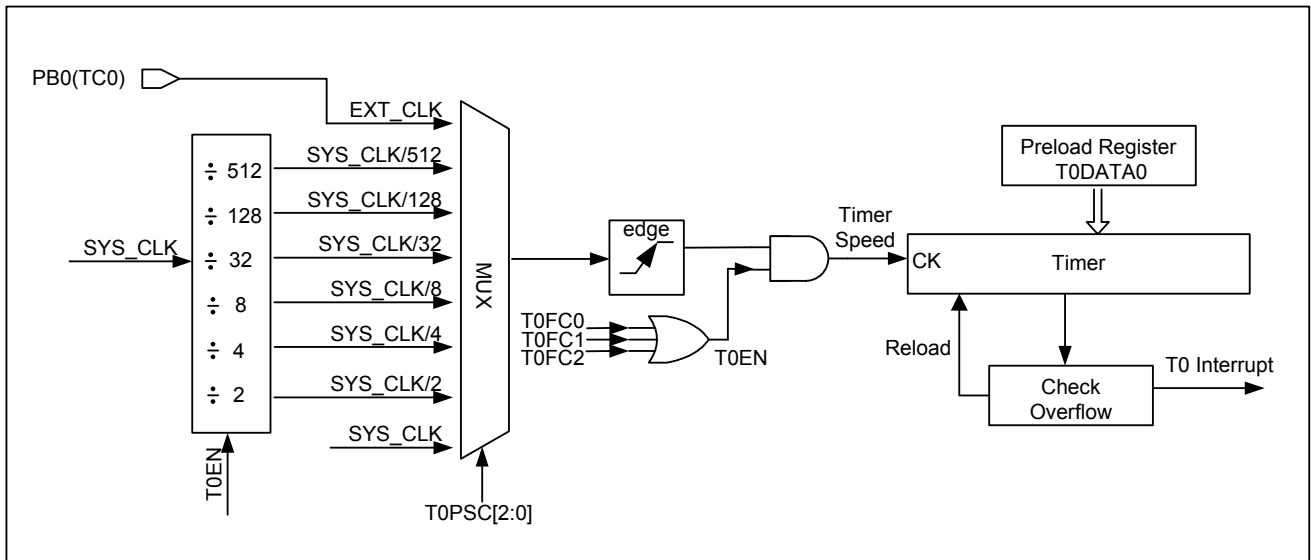 PB0(TC0)
EXT_CLK
SYS_CLK/512
÷ 512
SYS_CLK/128
÷ 128
SYS_CLK
SYS_CLK/32
÷ 32
SYS_CLK/8
÷ 8
SYS_CLK/4
÷ 4
SYS_CLK/2
÷ 2
SYS_CLK
T0EN
MUX
T0PSC[2:0]
edge
T0FC0
T0FC1
T0FC2
T0EN
Timer
Speed
Preload Register
T0DATA0
CK
Timer
Reload
Check
Overflow
T0 Interrupt